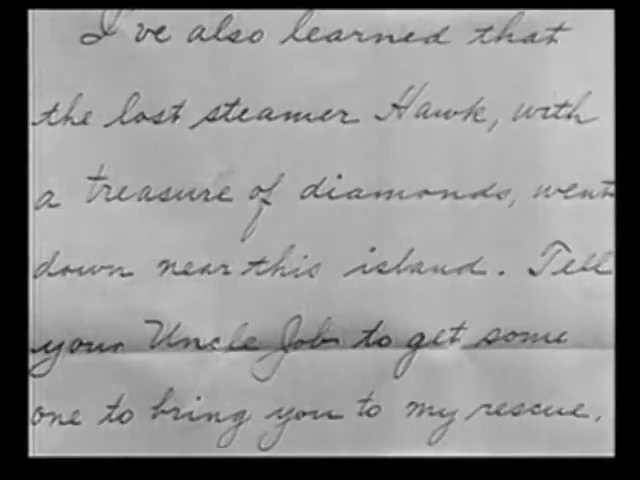 I've also learned that
the lost steamer Hawk, with
a treasure of diamonds, went
down near this island. Tell
your Uncle Job to get some
one to bring you to my rescue.